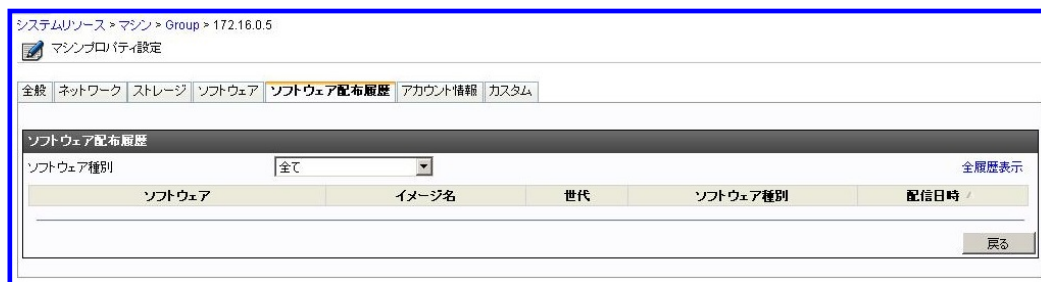 システムリソース > マシン > Group > 172.16.0.5
マシンプロパティ設定
全般 ネットワーク ストレージ ソフトウェア ソフトウェア配布履歴 アカウント情報 カスタム
ソフトウェア配布履歴
ソフトウェア種別 全て 全履歴表示
ソフトウェア イメージ名 世代 ソフトウェア種別 配信日時
戻る